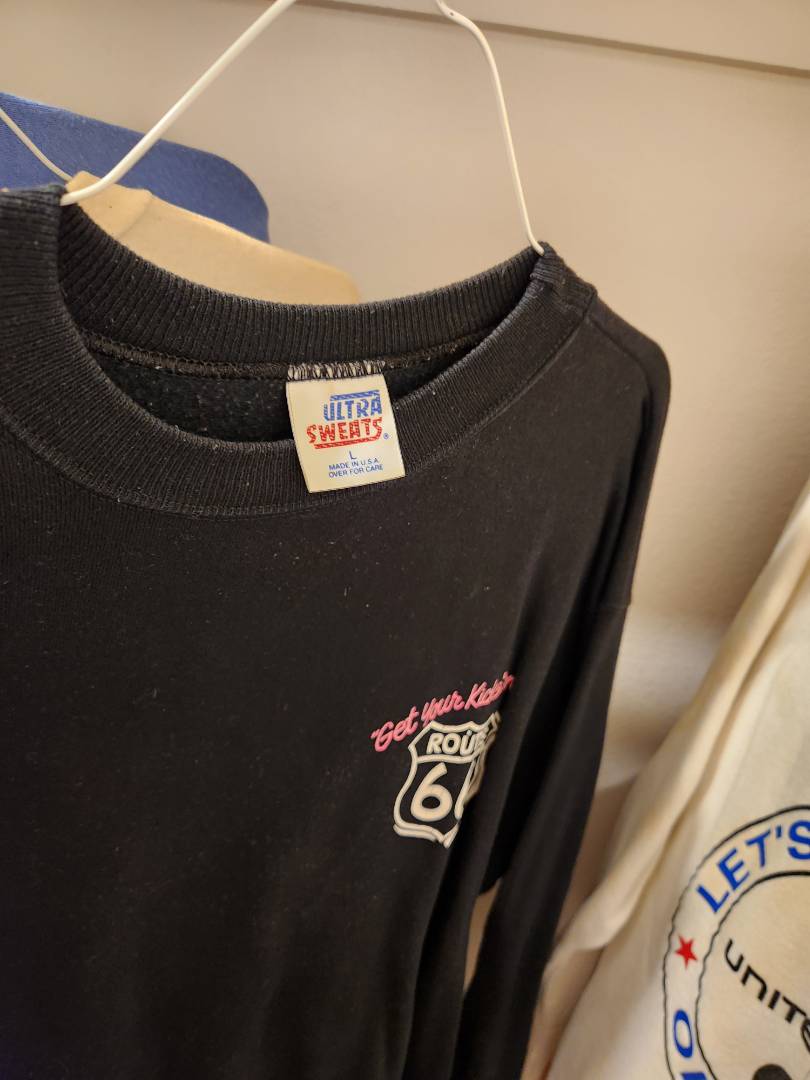 ULTRA
SWEATS®
L
MADE IN U.S.A.
OVER FOR CARE
"Get Your Kicks"
ROUTE
66
LET'S
UNITE
O